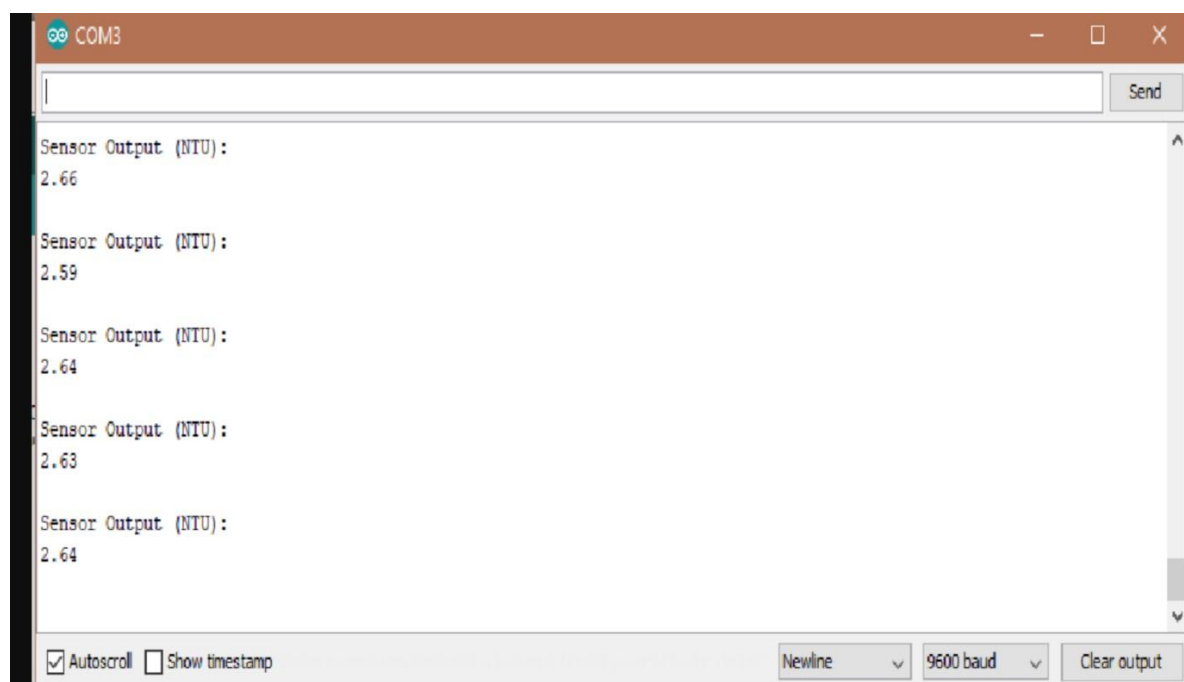 COM3
Send
Sensor Output (NTU):
2.66
Sensor Output (NTU):
2.59
Sensor Output (NTU):
2.64
Sensor Output (NTU):
2.63
Sensor Output (NTU):
2.64
Autoscroll Show timestamp Newline 9600 baud Clear output